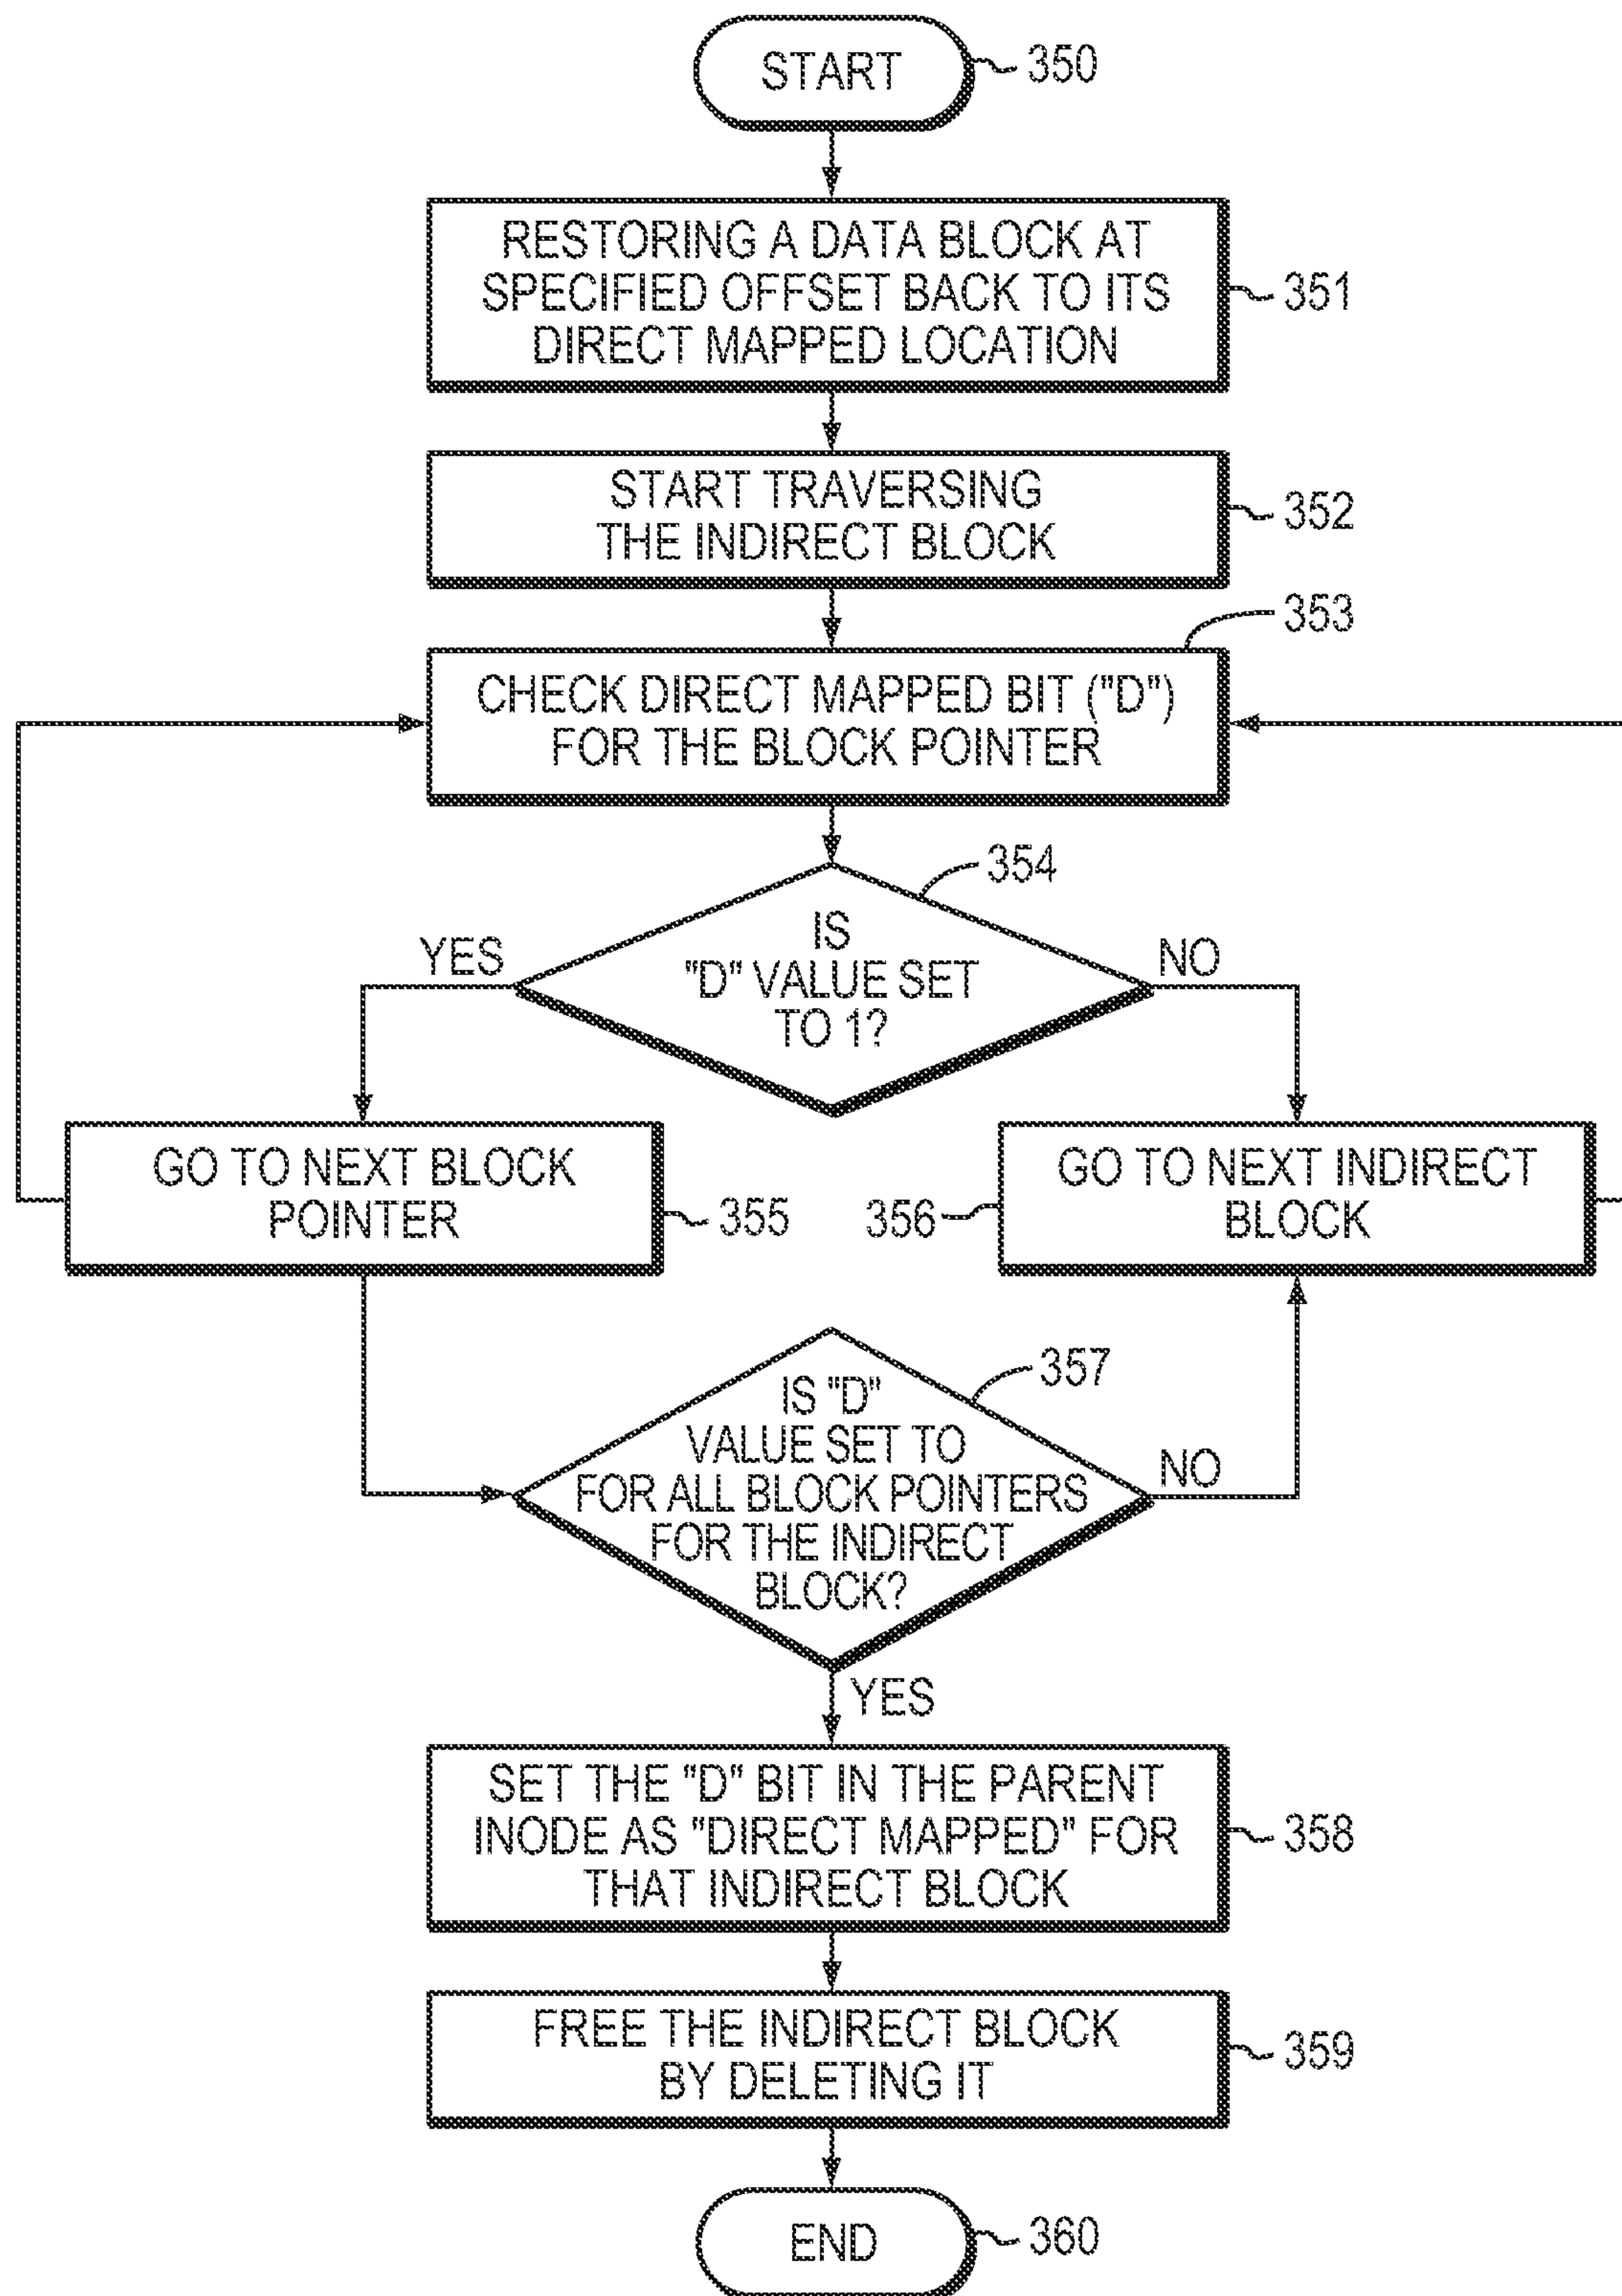 START
350
RESTORING A DATA BLOCK AT
SPECIFIED OFFSET BACK TO ITS
DIRECT MAPPED LOCATION
351
START TRAVERSING
THE INDIRECT BLOCK
352
353
CHECK DIRECT MAPPED BIT ("D")
FOR THE BLOCK POINTER
354
IS
"D" VALUE SET
TO 1?
YES
NO
GO TO NEXT BLOCK
POINTER
355
356
GO TO NEXT INDIRECT
BLOCK
357
IS "D"
VALUE SET TO
FOR ALL BLOCK POINTERS
FOR THE INDIRECT
BLOCK?
NO
YES
SET THE "D" BIT IN THE PARENT
INODE AS "DIRECT MAPPED" FOR
THAT INDIRECT BLOCK
358
FREE THE INDIRECT BLOCK
BY DELETING IT
359
END
360